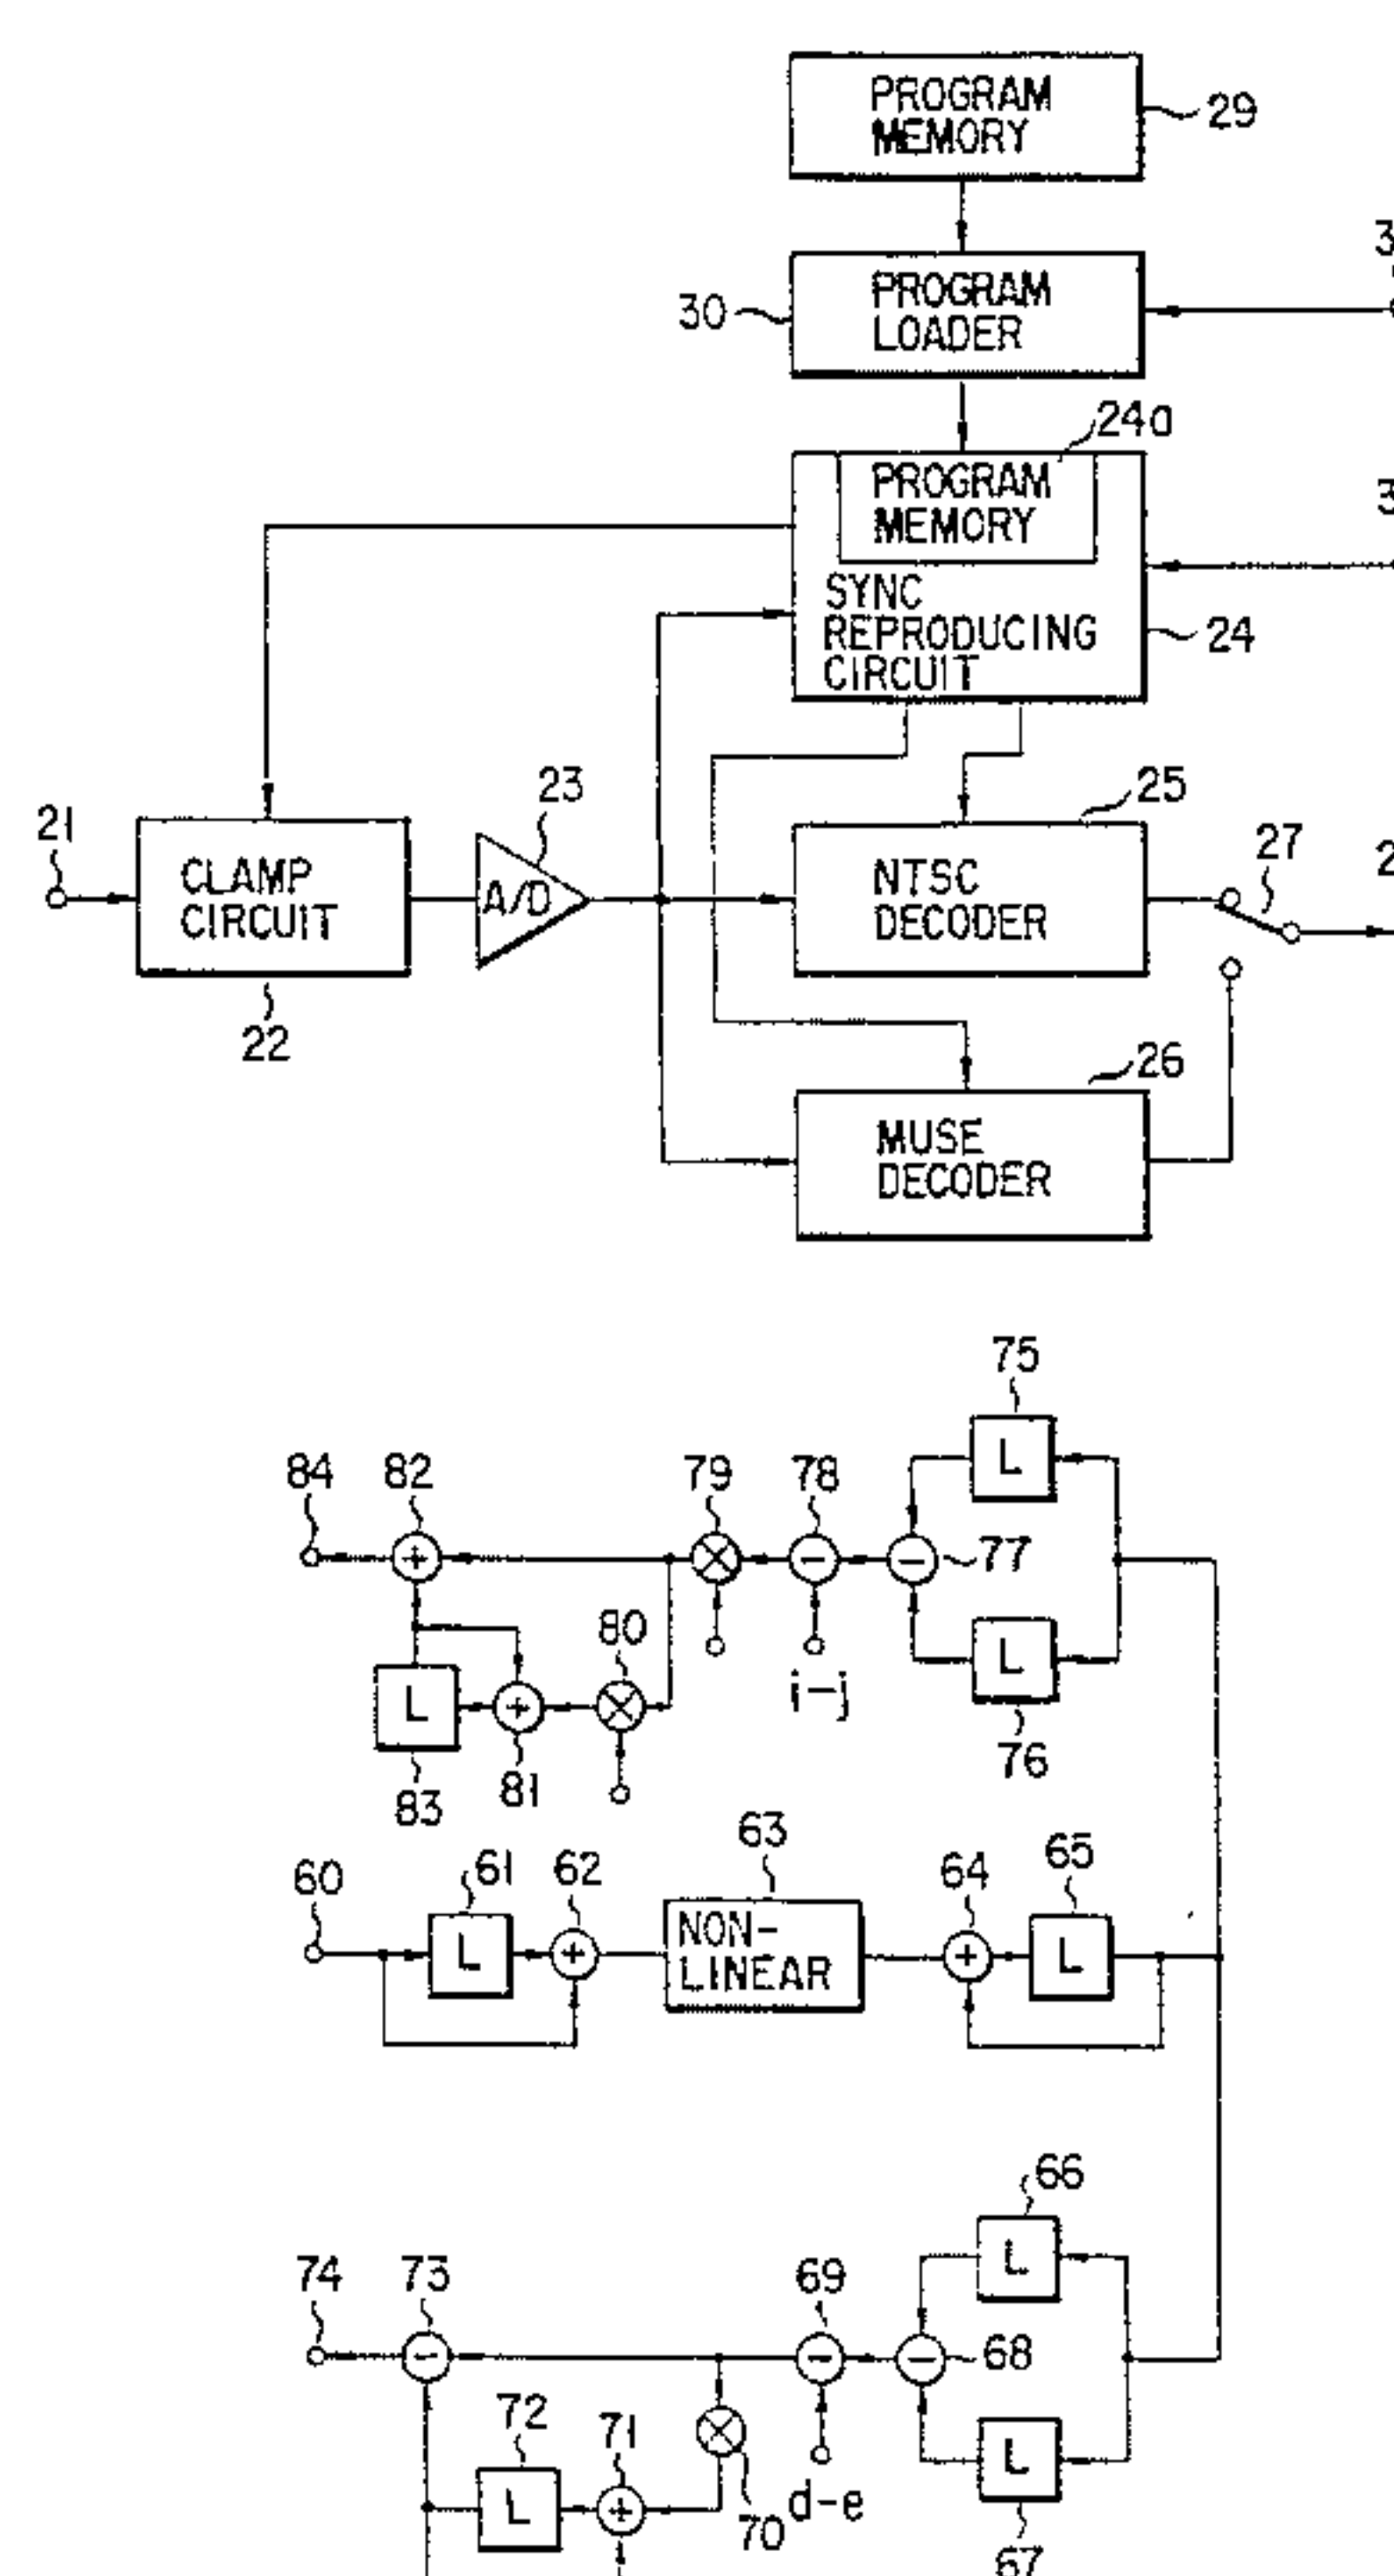 PROGRAM
MEMORY
29
PROGRAM
LOADER
30
24a
PROGRAM
MEMORY
SYNC
REPRODUCING
CIRCUIT
24
21
CLAMP
CIRCUIT
22
23
A/D
25
NTSC
DECODER
27
26
MUSE
DECODER
75
L
84
82
79
78
77
80
L
i-j
L
76
83
81
63
60
61
62
64
65
L
NON-
LINEAR
L
66
L
74
73
69
68
72
71
L
70
d-e
L
67